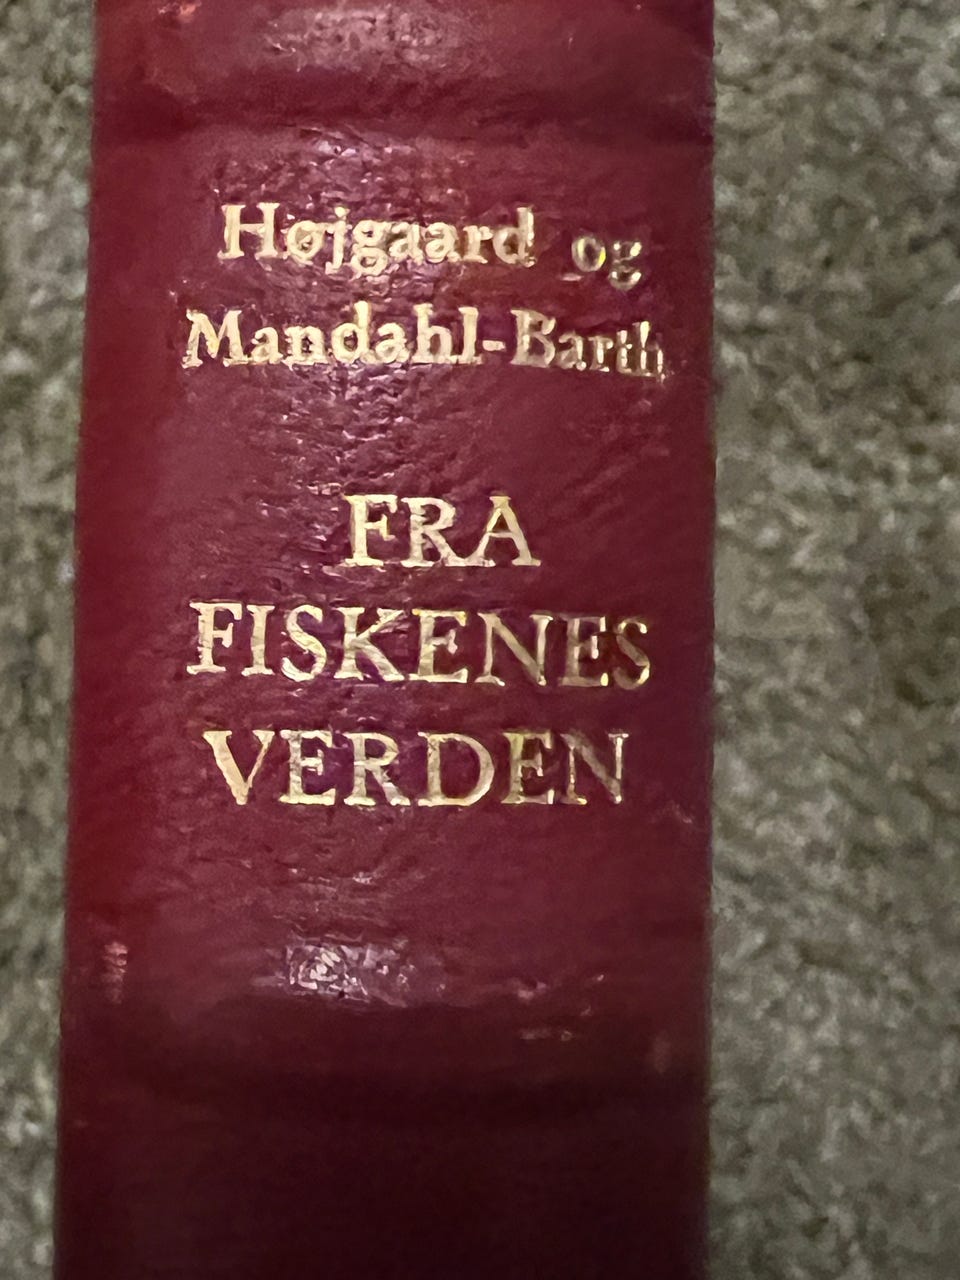 Højgaard og
Mandahl-Barth
FRA
FISKENES
VERDEN